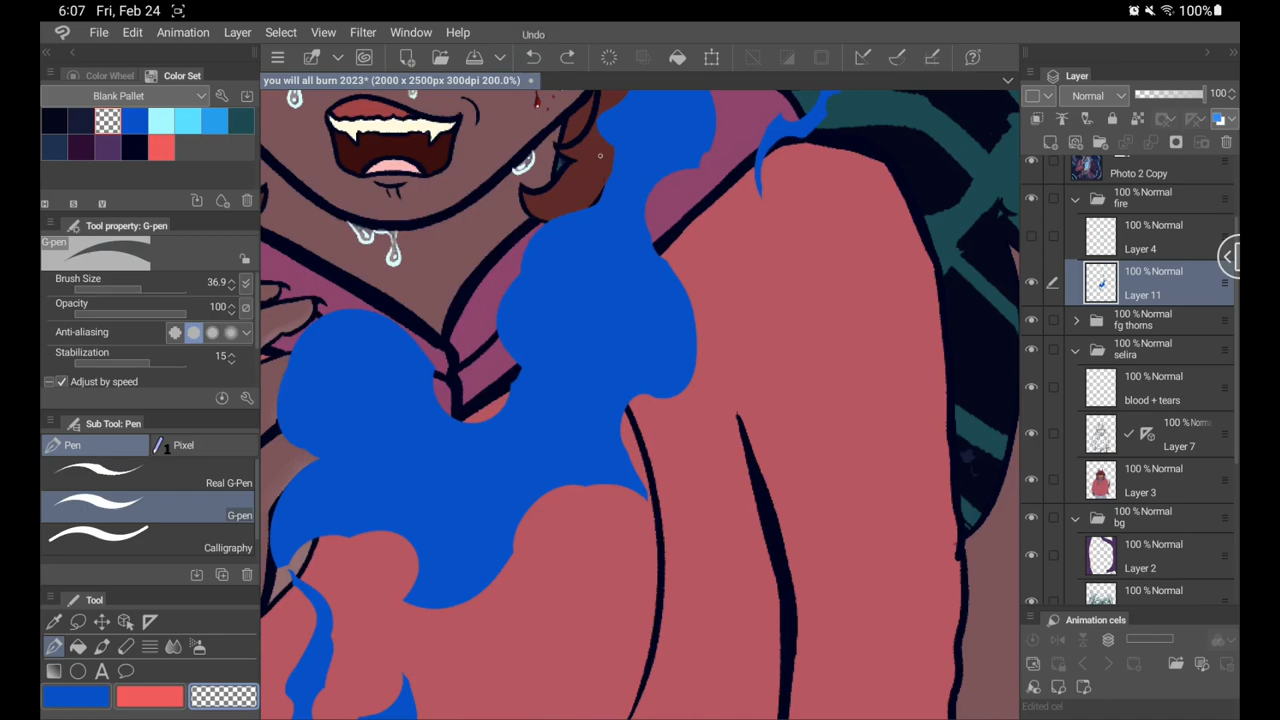 6:07 Fri, Feb 24
100%
File Edit Animation Layer Select View Filter Window Help
Undo
you will all burn 2023* (2000 x 2500px 300dpi 200.0%)
Color Wheel Color Set
Blank Pallet
H S V
Tool property: G-pen
G-pen
Brush Size 36.9
Opacity 100
Anti-aliasing
Stabilization 15
Adjust by speed
Sub Tool: Pen
Pen Pixel
1
Real G-Pen
G-pen
Calligraphy
Tool
Layer
Normal 100
Photo 2 Copy
100 %Normal
fire
100 %Normal
Layer 4
100 %Normal
Layer 11
100 %Normal
fg thorns
100 %Normal
selira
100 %Normal
blood + tears
100 %Norm
Layer 7
100 %Normal
Layer 3
100 %Normal
bg
100 %Normal
Layer 2
100 %Normal
Animation cels
Edited cel